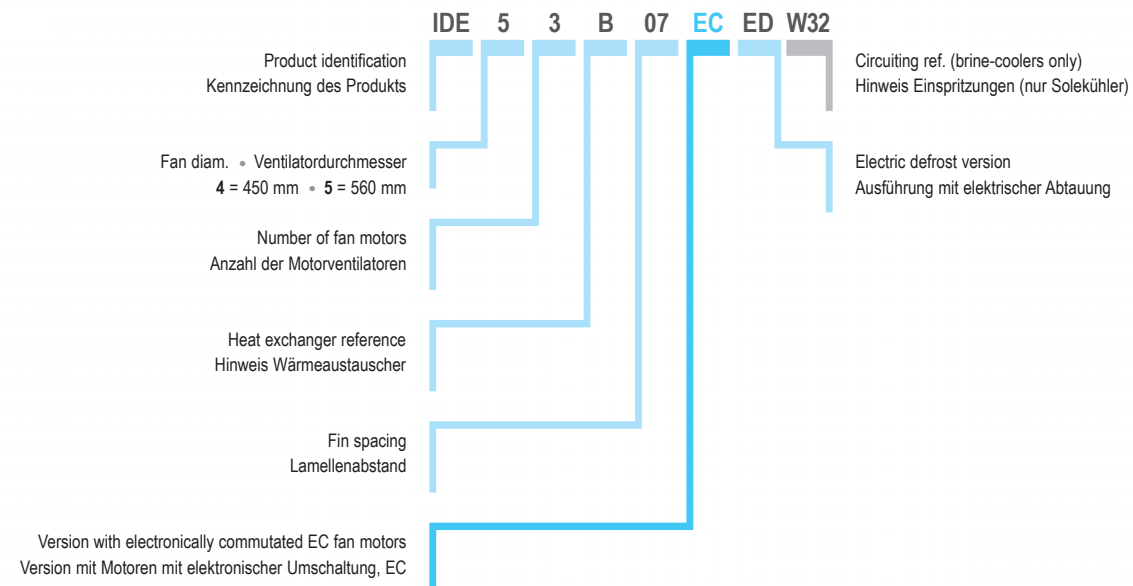 IDE 5 3 B 07 EC ED W32
Product identification
Kennzeichnung des Produkts
Circuiting ref. (brine-coolers only)
Hinweis Einspritzungen (nur Solekühler)
Fan diam. • Ventilatordurchmesser
4 = 450 mm • 5 = 560 mm
Electric defrost version
Ausführung mit elektrischer Abtauung
Number of fan motors
Anzahl der Motorventilatoren
Heat exchanger reference
Hinweis Wärmeaustauscher
Fin spacing
Lamellenabstand
Version with electronically commutated EC fan motors
Version mit Motoren mit elektronischer Umschaltung, EC